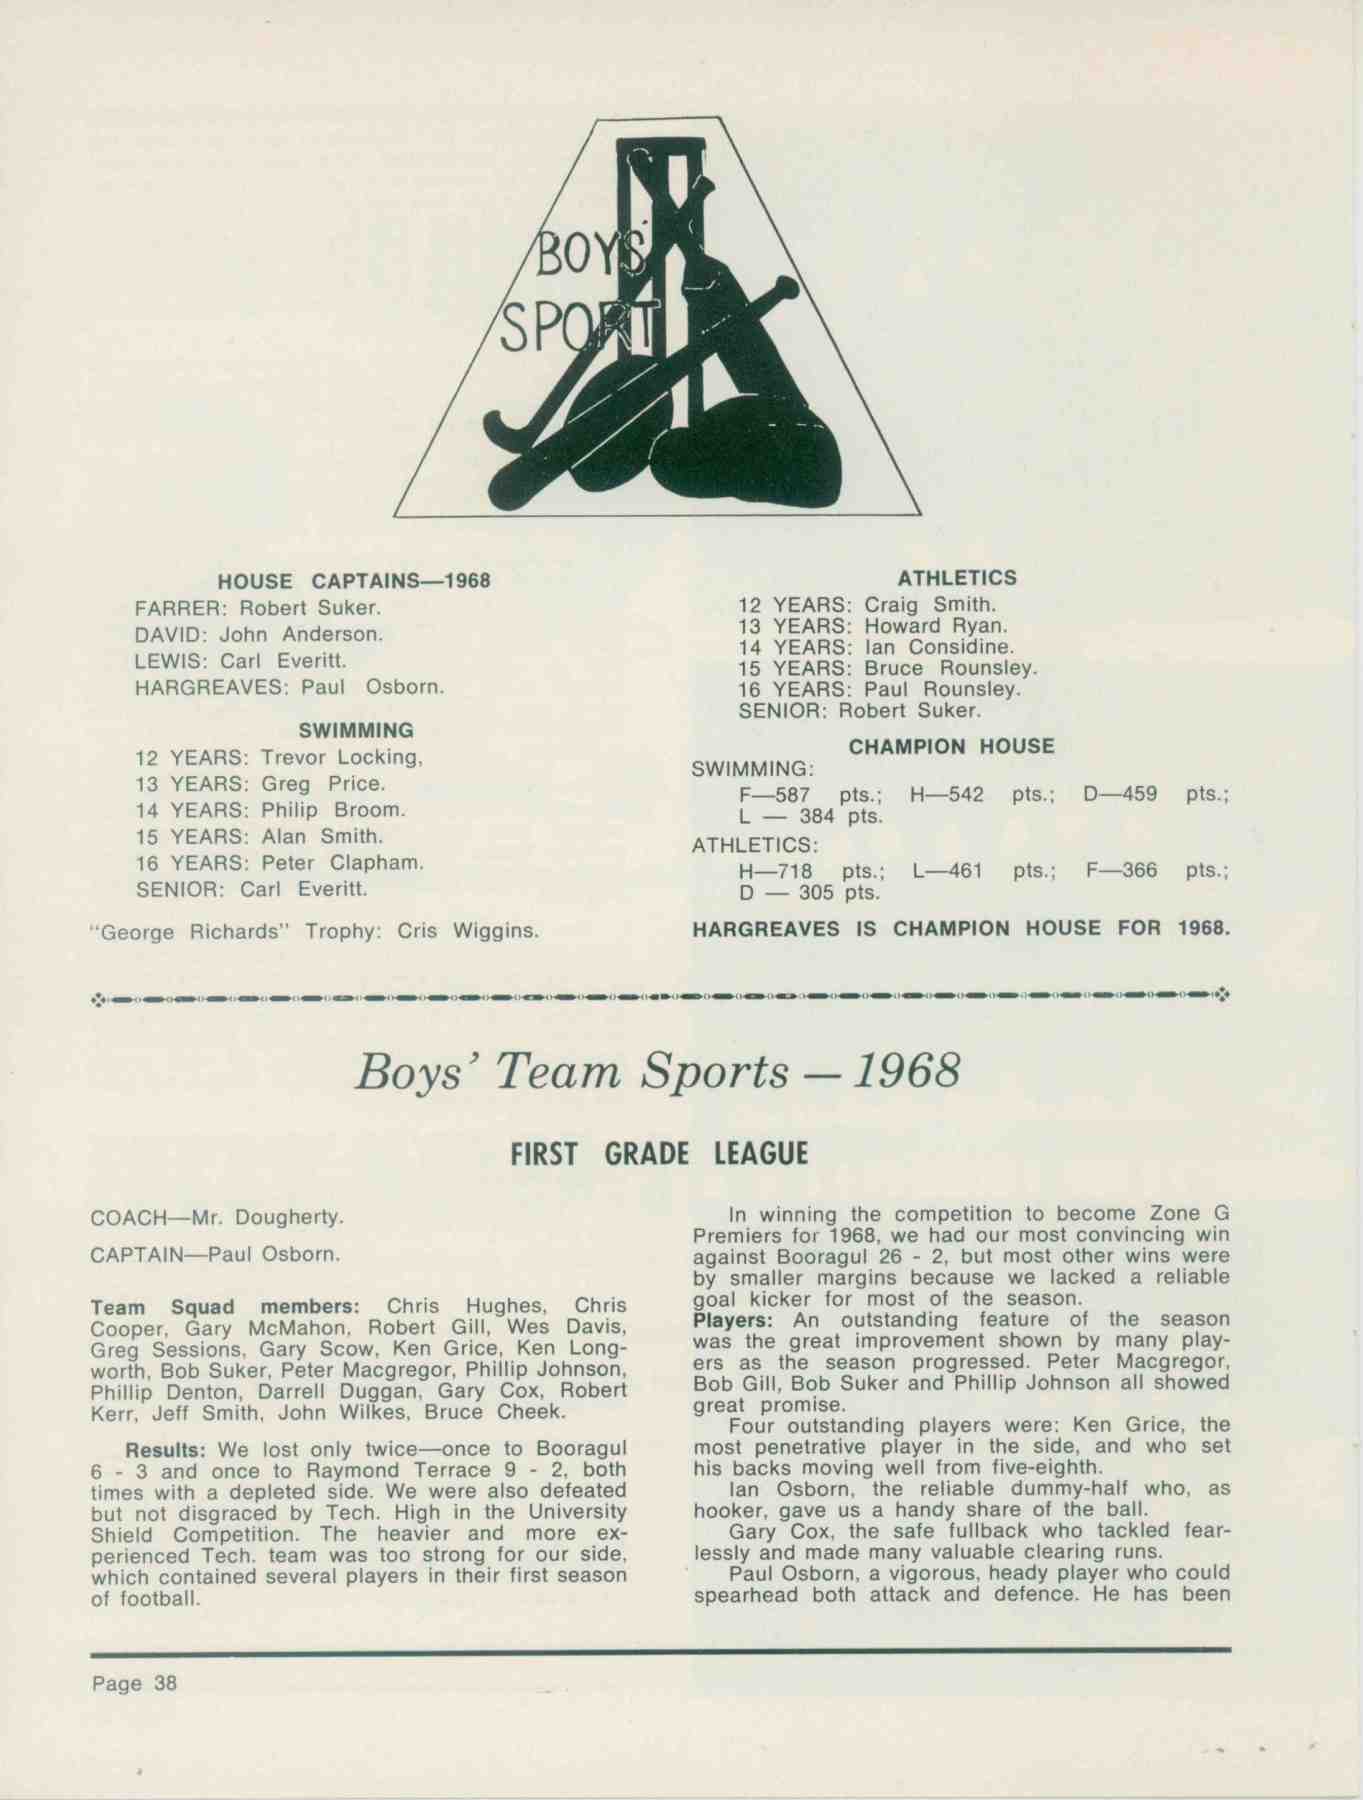 BOYS'
SPORT
HOUSE CAPTAINS—1968
FARRER: Robert Suker.
DAVID: John Anderson.
LEWIS: Carl Everitt.
HARGREAVES: Paul Osborn.
SWIMMING
12 YEARS: Trevor Locking,
13 YEARS: Greg Price.
14 YEARS: Philip Broom.
15 YEARS: Alan Smith.
16 YEARS: Peter Clapham.
SENIOR: Carl Everitt.
"George Richards" Trophy: Cris Wiggins.
ATHLETICS
12 YEARS: Craig Smith.
13 YEARS: Howard Ryan.
14 YEARS: Ian Considine.
15 YEARS: Bruce Rounsley.
16 YEARS: Paul Rounsley.
SENIOR: Robert Suker.
CHAMPION HOUSE
SWIMMING:
F—587 pts.; H—542 pts.; D—459 pts.;
L — 384 pts.
ATHLETICS:
H—718 pts.; L—461 pts.; F—366 pts.;
D — 305 pts.
HARGREAVES IS CHAMPION HOUSE FOR 1968.
Boys' Team Sports — 1968
FIRST GRADE LEAGUE
COACH—Mr. Dougherty.
CAPTAIN—Paul Osborn.
Team Squad members: Chris Hughes, Chris
Cooper, Gary McMahon, Robert Gill, Wes Davis,
Greg Sessions, Gary Scow, Ken Grice, Ken Long-
worth, Bob Suker, Peter Macgregor, Phillip Johnson,
Phillip Denton, Darrell Duggan, Gary Cox, Robert
Kerr, Jeff Smith, John Wilkes, Bruce Cheek.
Results: We lost only twice—once to Booragul
6 - 3 and once to Raymond Terrace 9 - 2, both
times with a depleted side. We were also defeated
but not disgraced by Tech. High in the University
Shield Competition. The heavier and more ex-
perienced Tech. team was too strong for our side,
which contained several players in their first season
of football.
In winning the competition to become Zone G
Premiers for 1968, we had our most convincing win
against Booragul 26 - 2, but most other wins were
by smaller margins because we lacked a reliable
goal kicker for most of the season.
Players: An outstanding feature of the season
was the great improvement shown by many play-
ers as the season progressed. Peter Macgregor,
Bob Gill, Bob Suker and Phillip Johnson all showed
great promise.
Four outstanding players were: Ken Grice, the
most penetrative player in the side, and who set
his backs moving well from five-eighth.
Ian Osborn, the reliable dummy-half who, as
hooker, gave us a handy share of the ball.
Gary Cox, the safe fullback who tackled fear-
lessly and made many valuable clearing runs.
Paul Osborn, a vigorous, heady player who could
spearhead both attack and defence. He has been
Page 38